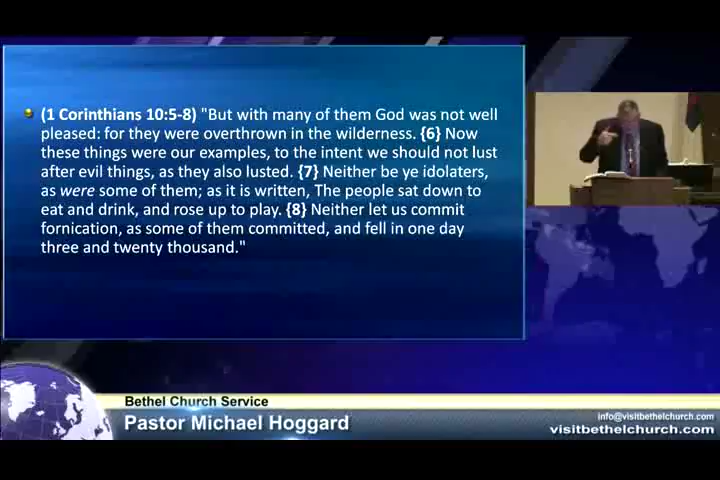 (1 Corinthians 10:5-8) "But with many of them God was not well
pleased: for they were overthrown in the wilderness. {6} Now
these things were our examples, to the intent we should not lust
after evil things, as they also lusted. {7} Neither be ye idolaters,
as were some of them; as it is written, The people sat down to
eat and drink, and rose up to play. {8} Neither let us commit
fornication, as some of them committed, and fell in one day
three and twenty thousand."
Bethel Church Service
Pastor Michael Hoggard
info@visitbethelchurch.com
visitbethelchurch.com